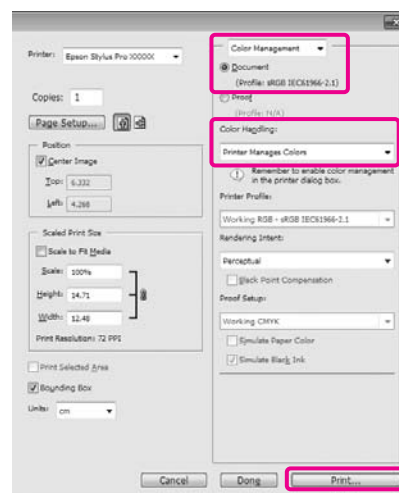 Printer: Epson Stylus Pro XXXXX
Copies: 1
Page Setup...
Position
Center Image
Top: 6.332
Left: 4.268
Scaled Print Size
Scale to Fit Media
Scale: 100%
Height: 14.71
Width: 12.48
Print Resolution: 72 PPI
Print Selected Area
Bounding Box
Units: cm
Color Management
Document
(Profile: sRGB IEC61966-2.1)
Proof
(Profile: N/A)
Color Handling:
Printer Manages Colors
Remember to enable color management
in the printer dialog box.
Printer Profile:
Working RGB - sRGB IEC61966-2.1
Rendering Intent:
Perceptual
Black Point Compensation
Proof Setup:
Working CMYK
Simulate Paper Color
Simulate Black Ink
Cancel
Done
Print...